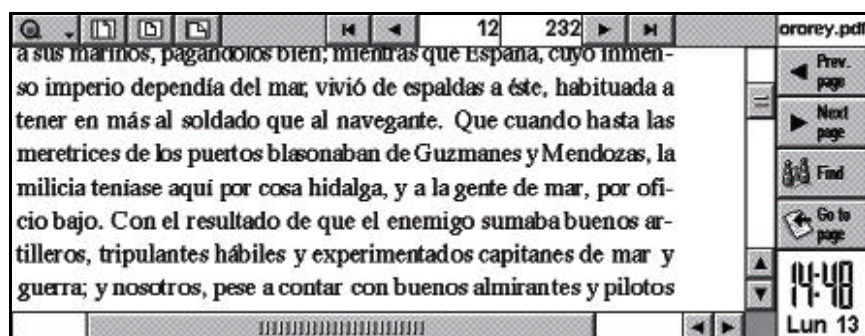 12 232 ororey.pdf
a sus marinos, pagándolos bien; mientras que España, cuyo inmen-
so imperio dependía del mar, vivió de espaldas a éste, habituada a
tener en más al soldado que al navegante. Que cuando hasta las
meretrices de los puertos blasonaban de Guzmanes y Mendozas, la
milicia teníase aquí por cosa hidalga, y a la gente de mar, por ofi-
cio bajo. Con el resultado de que el enemigo sumaba buenos ar-
tilleros, tripulantes hábiles y experimentados capitanes de mar y
guerra; y nosotros, pese a contar con buenos almirantes y pilotos
Prev.
page
Next
page
Find
Go to
page
14:48
Lun 13